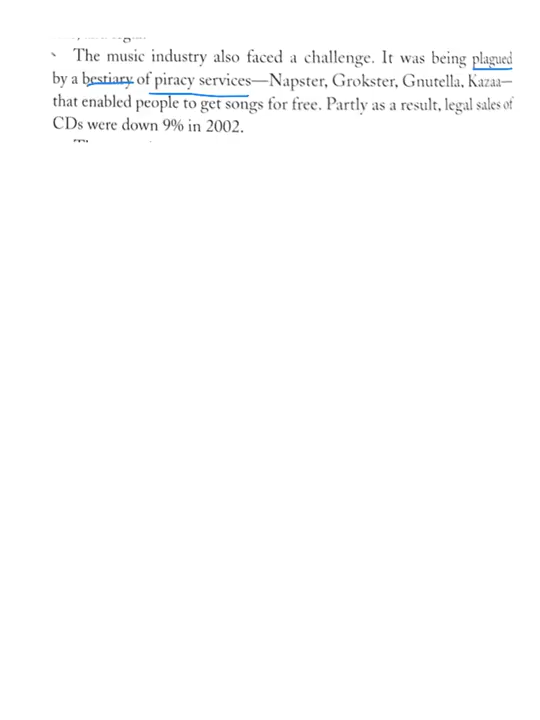 The music industry also faced a challenge. It was being plagued
by a bestiary of piracy services—Napster, Grokster, Gnutella, Kazaa—
that enabled people to get songs for free. Partly as a result, legal sales of
CDs were down 9% in 2002.